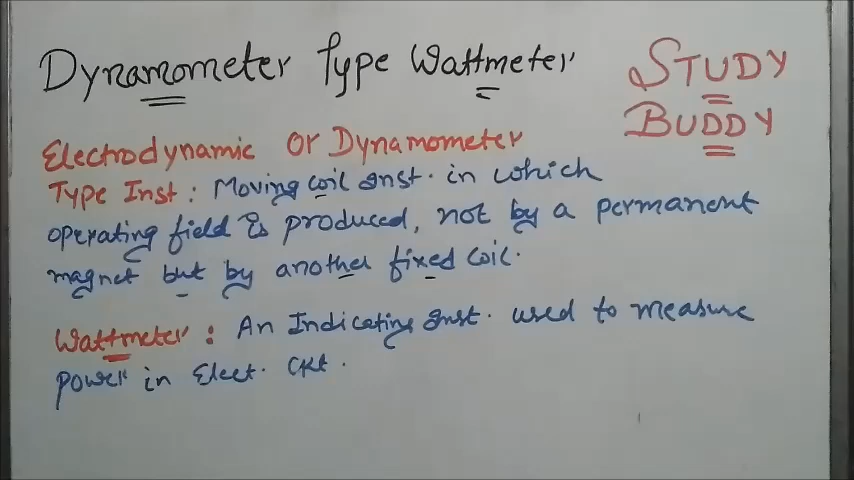 Dynamometer Type Wattmeter
STUDY
BUDDY
Electrodynamic or Dynamometer
Type Inst : Moving coil Inst. in which
operating field is produced, not by a permanent
magnet but by another fixed coil.
Wattmeter : An Indicating Inst. used to measure
power in Elect. Ckt.